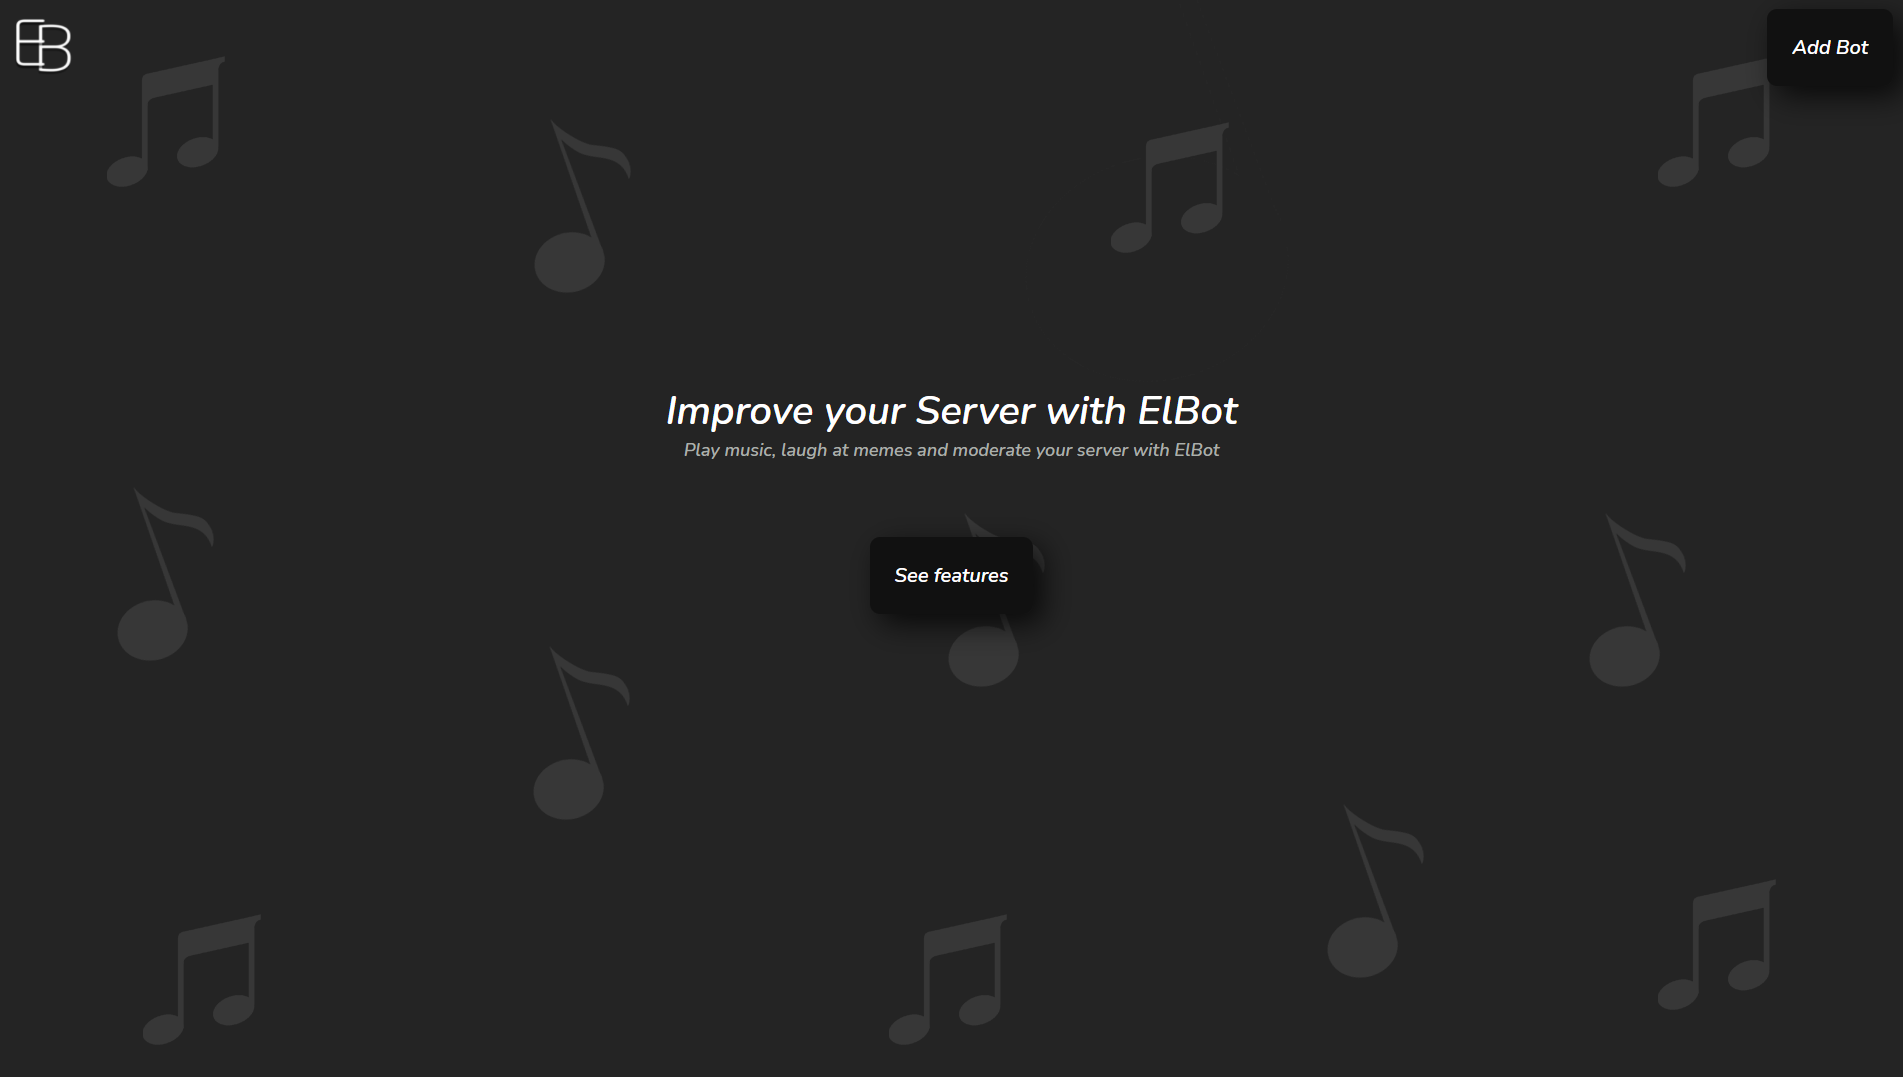 EB
Add Bot
Improve your Server with ElBot
Play music, laugh at memes and moderate your server with ElBot
See features